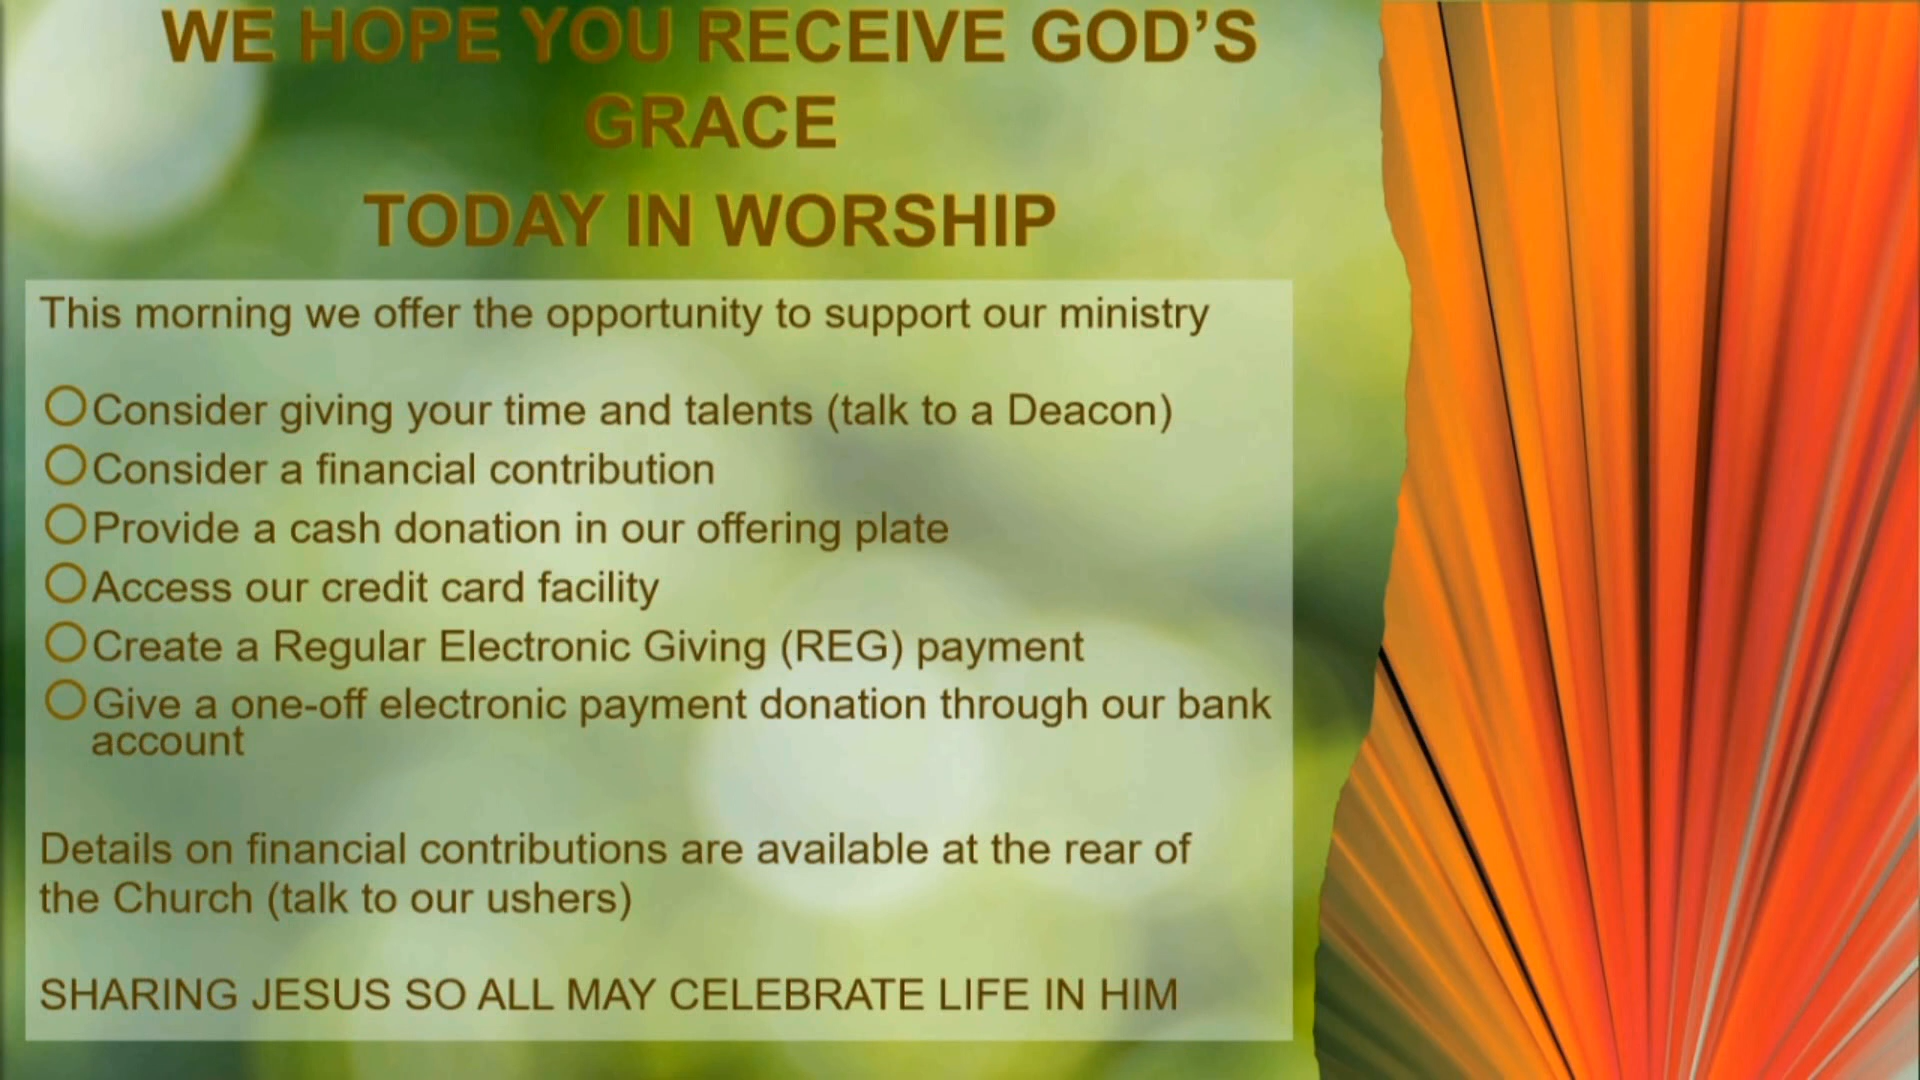 WE HOPE YOU RECEIVE GOD’S
GRACE
TODAY IN WORSHIP
This morning we offer the opportunity to support our ministry
Consider giving your time and talents (talk to a Deacon)
Consider a financial contribution
Provide a cash donation in our offering plate
Access our credit card facility
Create a Regular Electronic Giving (REG) payment
Give a one-off electronic payment donation through our bank
account
Details on financial contributions are available at the rear of
the Church (talk to our ushers)
SHARING JESUS SO ALL MAY CELEBRATE LIFE IN HIM